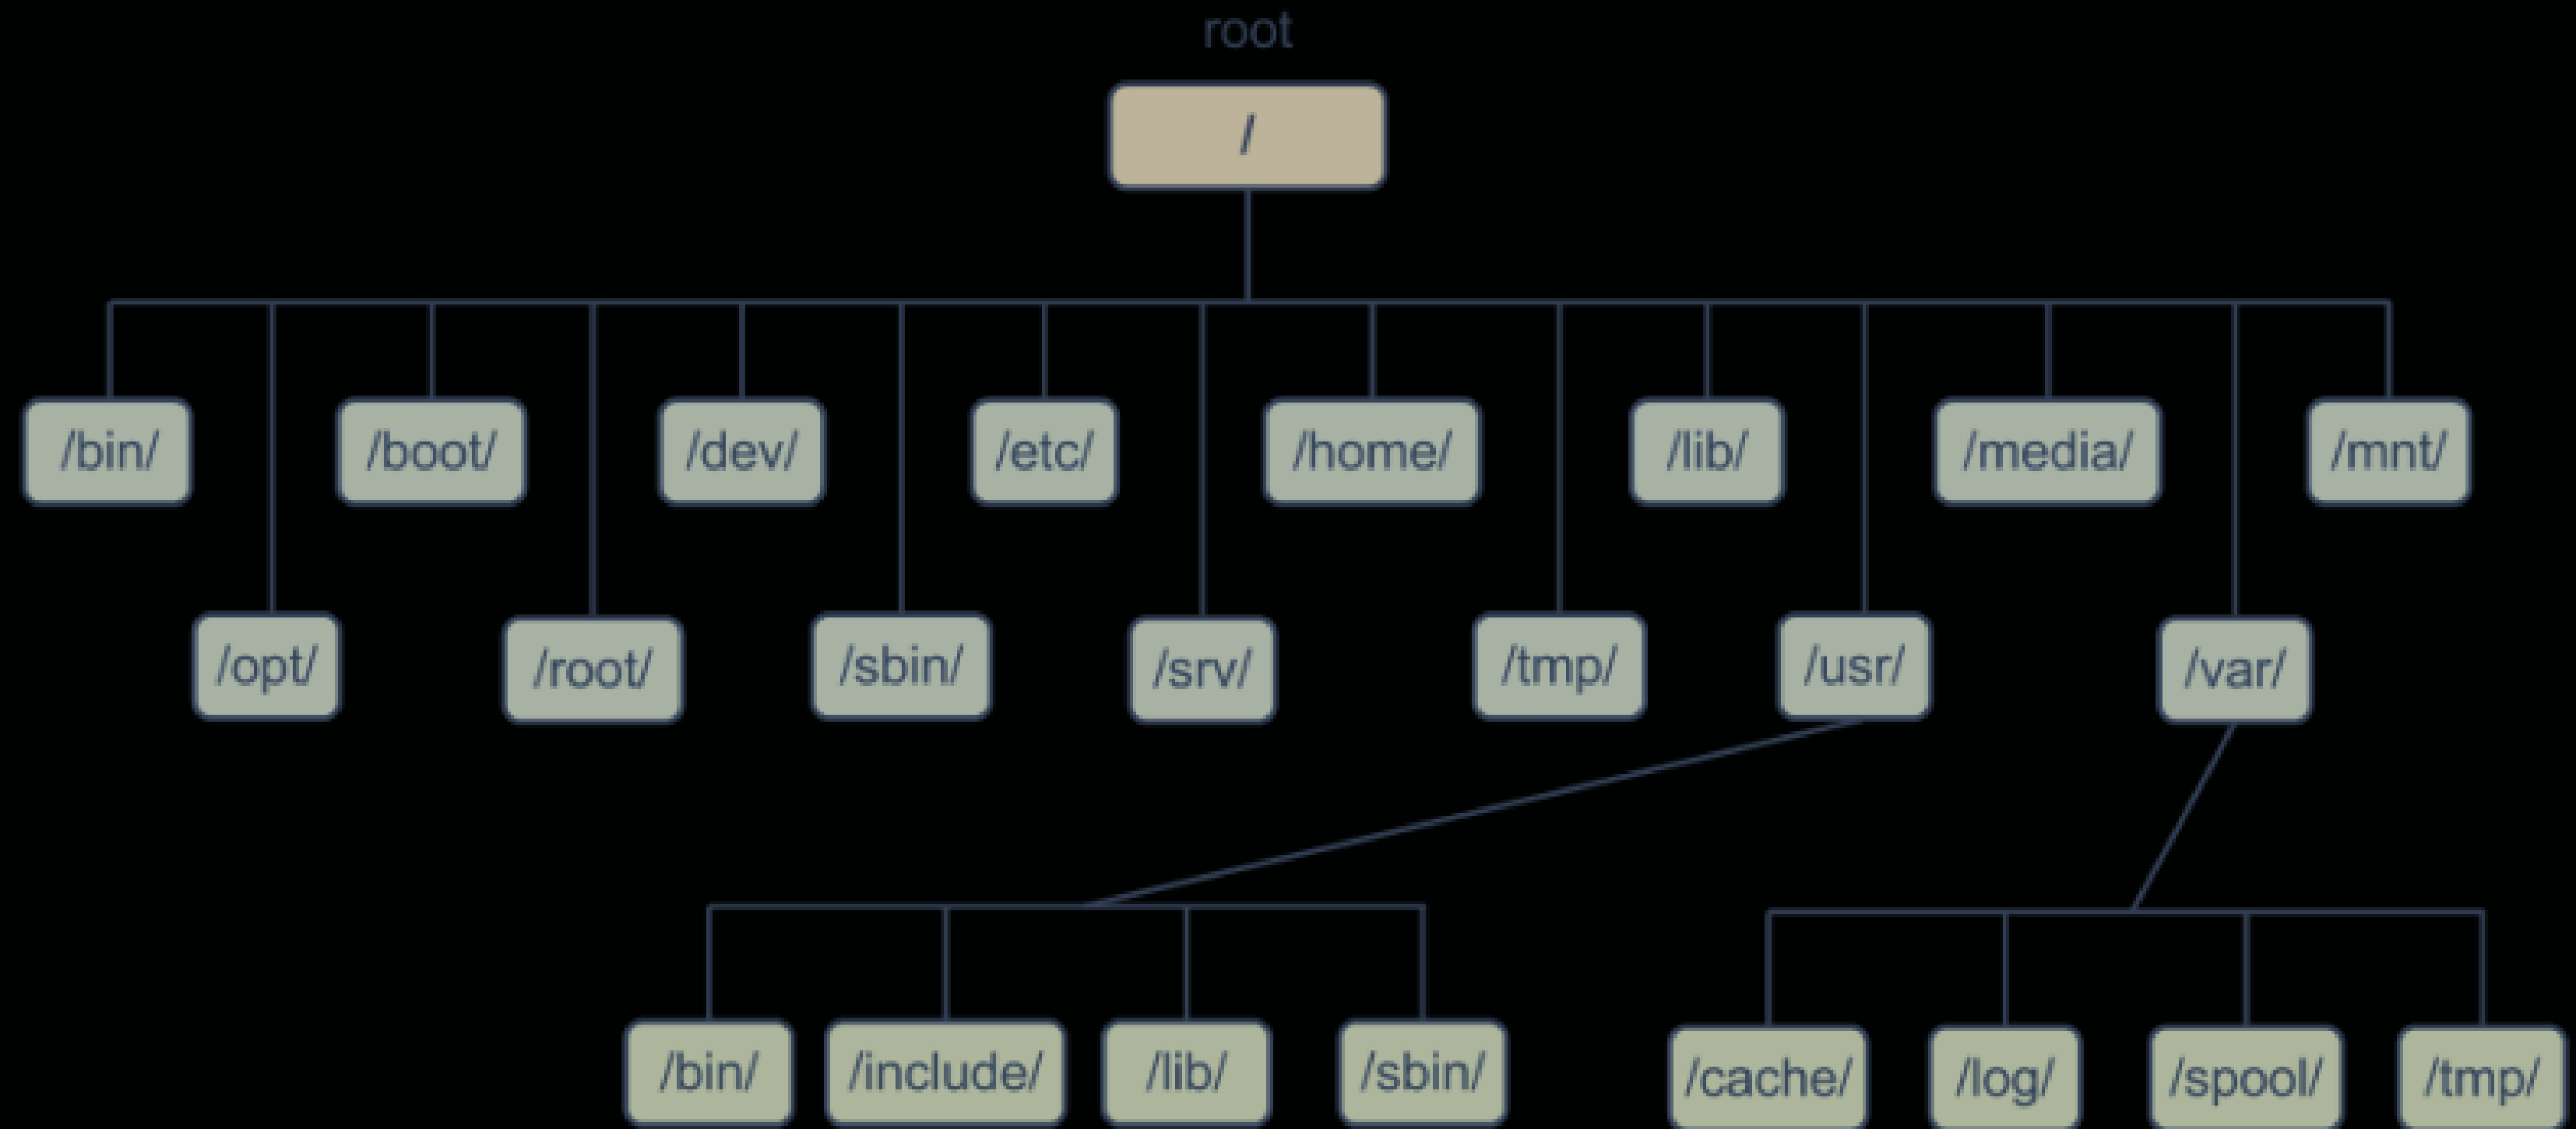 root
/
/bin/ /boot/ /dev/ /etc/ /home/ /lib/ /media/ /mnt/
/opt/ /root/ /sbin/ /srv/ /tmp/ /usr/ /var/
/bin/ /include/ /lib/ /sbin/ /cache/ /log/ /spool/ /tmp/